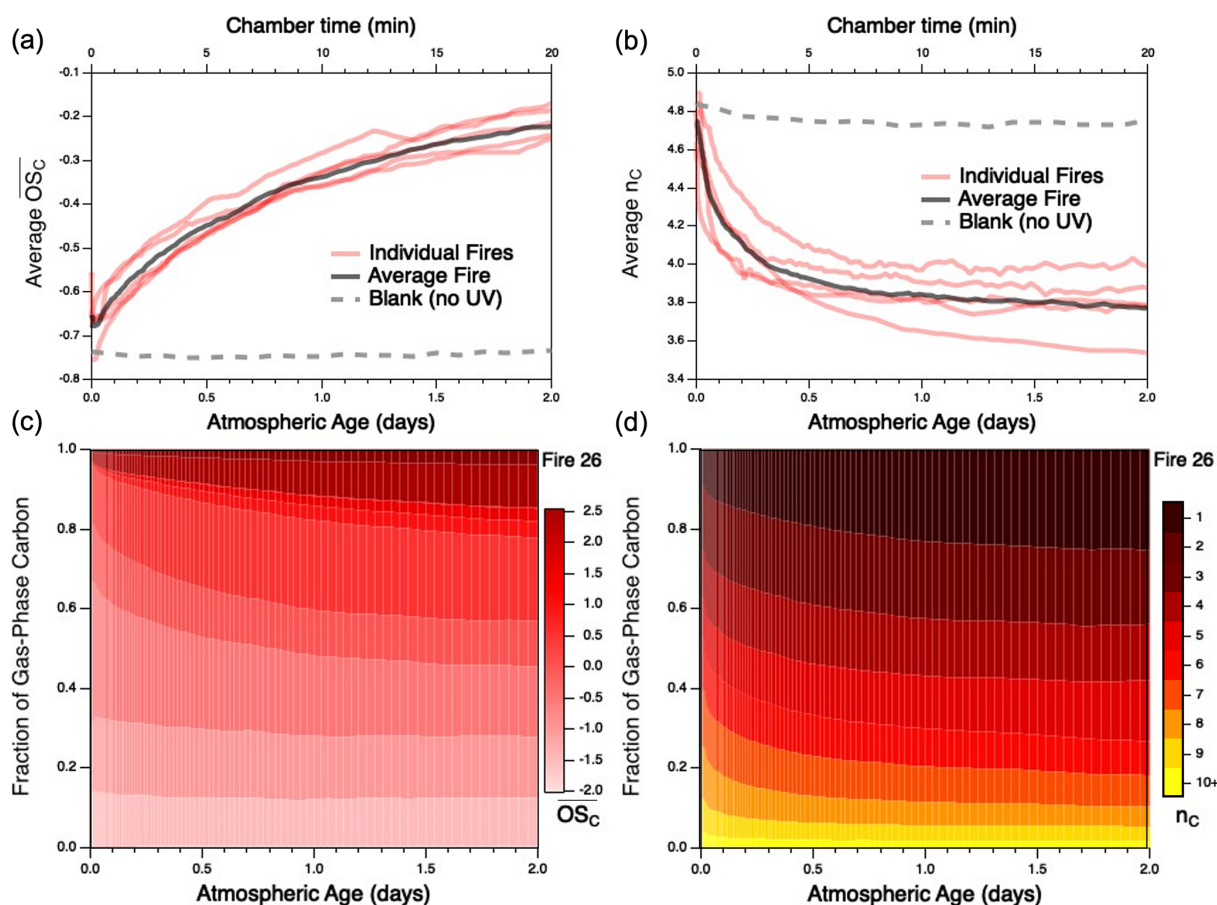 (a)
Chamber time (min)
0 5 10 15 20
-0.1
-0.2
-0.3
-0.4
-0.5
-0.6
-0.7
-0.8
Average OSC
Individual Fires
Average Fire
Blank (no UV)
0.0 0.5 1.0 1.5 2.0
Atmospheric Age (days)
(b)
Chamber time (min)
0 5 10 15 20
5.0
4.8
4.6
4.4
4.2
4.0
3.8
3.6
3.4
Average nC
Individual Fires
Average Fire
Blank (no UV)
0.0 0.5 1.0 1.5 2.0
Atmospheric Age (days)
(c)
1.0
0.8
0.6
0.4
0.2
0.0
Fraction of Gas-Phase Carbon
Fire 26
2.5
2.0
1.5
1.0
0.5
0.0
-0.5
-1.0
-1.5
-2.0
OSC
0.0 0.5 1.0 1.5 2.0
Atmospheric Age (days)
(d)
1.0
0.8
0.6
0.4
0.2
0.0
Fraction of Gas-Phase Carbon
Fire 26
1
2
3
4
5
6
7
8
9
10+
nC
0.0 0.5 1.0 1.5 2.0
Atmospheric Age (days)